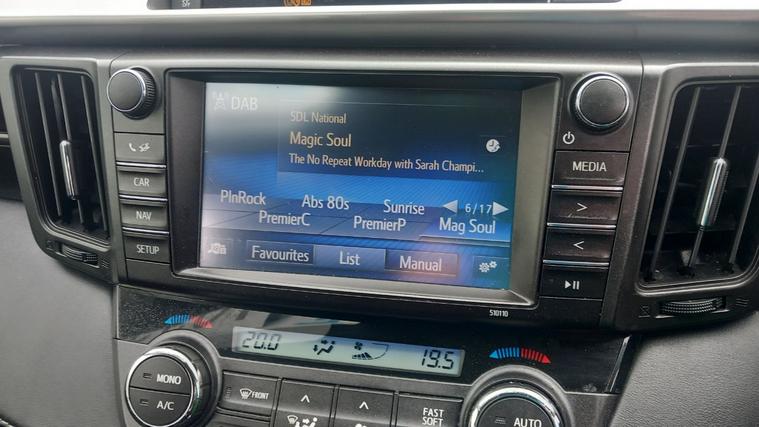 DAB
SDL National
Magic Soul
The No Repeat Workday with Sarah Champi...
PlnRock Abs 80s Sunrise 6/17
PremierC PremierP Mag Soul
Favourites List Manual
CAR
NAV
SETUP
MEDIA
>
<
510110
20.0 19.5
MONO
A/C
FRONT
FAST
SOFT
AUTO